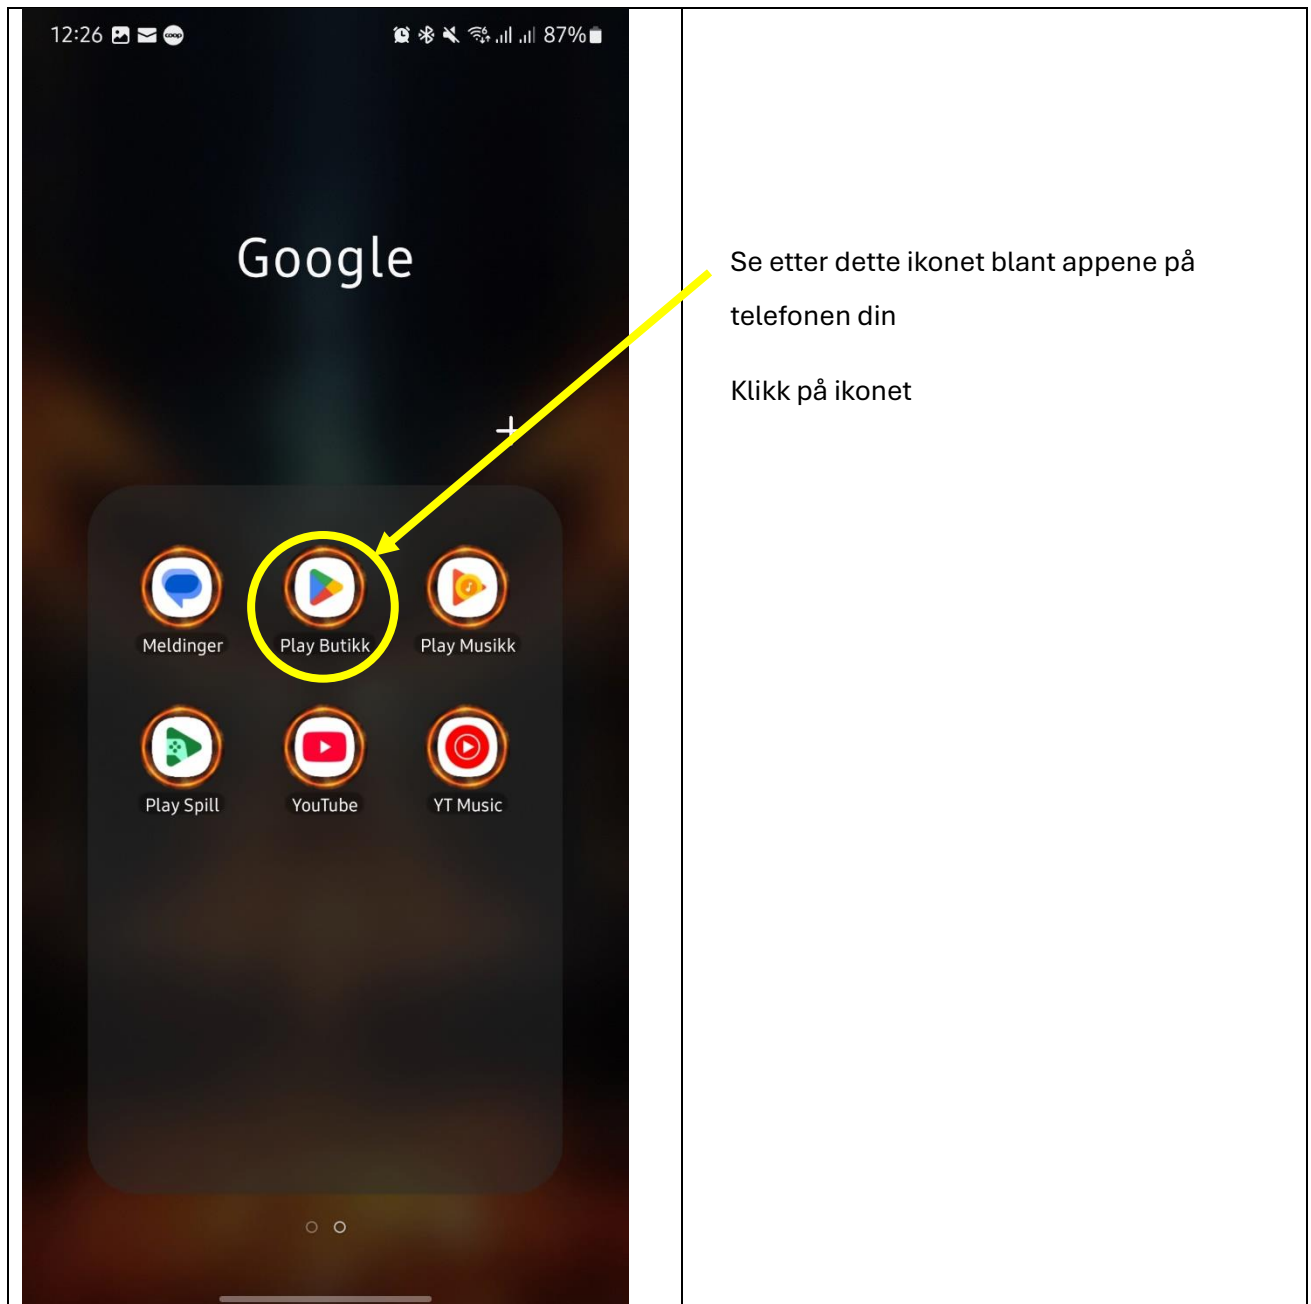 12:26
coop
87%
Google
Meldinger
Play Butikk
Play Musikk
Play Spill
YouTube
YT Music
Se etter dette ikonet blant appene på
telefonen din
Klikk på ikonet